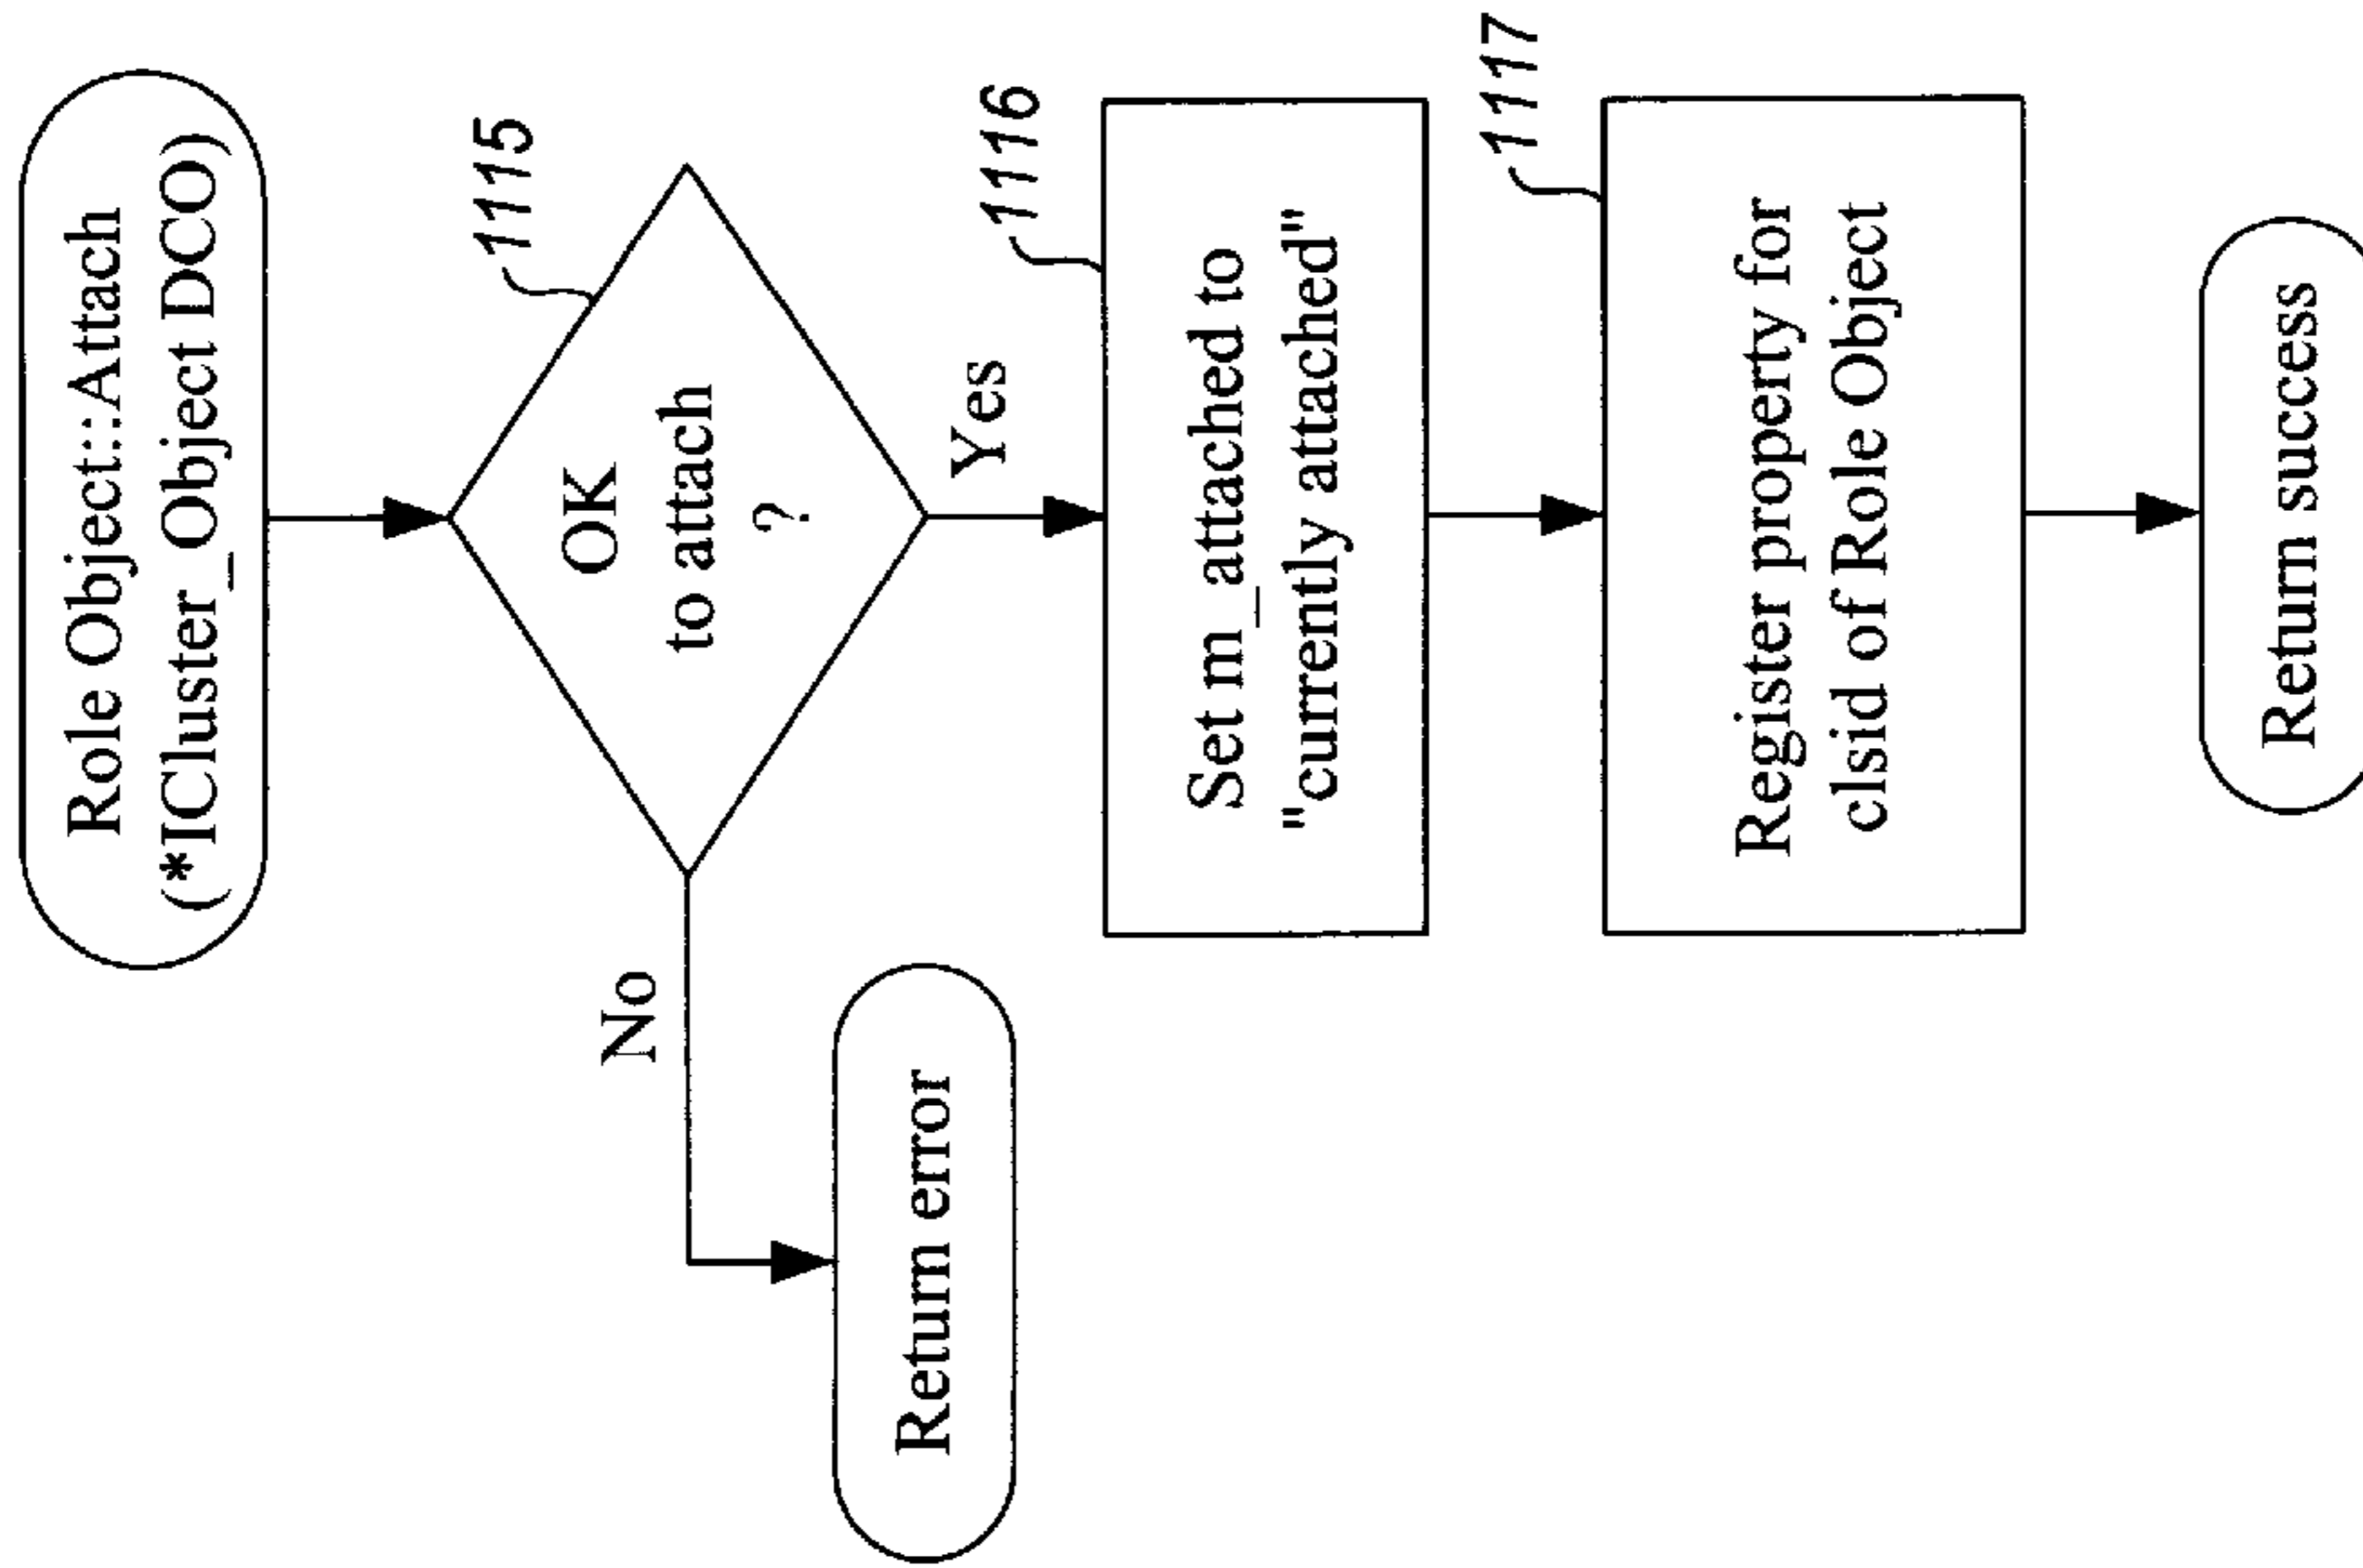 Role Object::Attach
(*ICluster_Object DCO)
1115
OK
to attach
?
No
Yes
Return error
1116
Set m_attached to
"currently attached"
1117
Register property for
clsid of Role Object
Return success